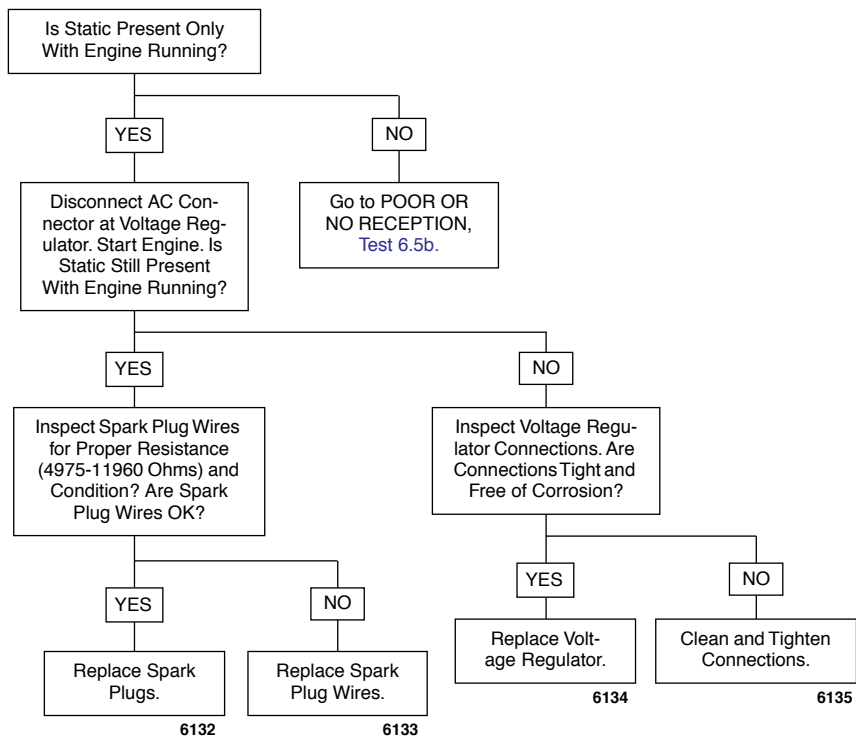 Is Static Present Only
With Engine Running?
YES
NO
Disconnect AC Con-
nector at Voltage Reg-
ulator. Start Engine. Is
Static Still Present
With Engine Running?
Go to POOR OR
NO RECEPTION,
Test 6.5b.
YES
NO
Inspect Spark Plug Wires
for Proper Resistance
(4975-11960 Ohms) and
Condition? Are Spark
Plug Wires OK?
Inspect Voltage Regu-
lator Connections. Are
Connections Tight and
Free of Corrosion?
YES
NO
YES
NO
Replace Spark
Plugs.
6132
Replace Spark
Plug Wires.
6133
Replace Volt-
age Regulator.
6134
Clean and Tighten
Connections.
6135